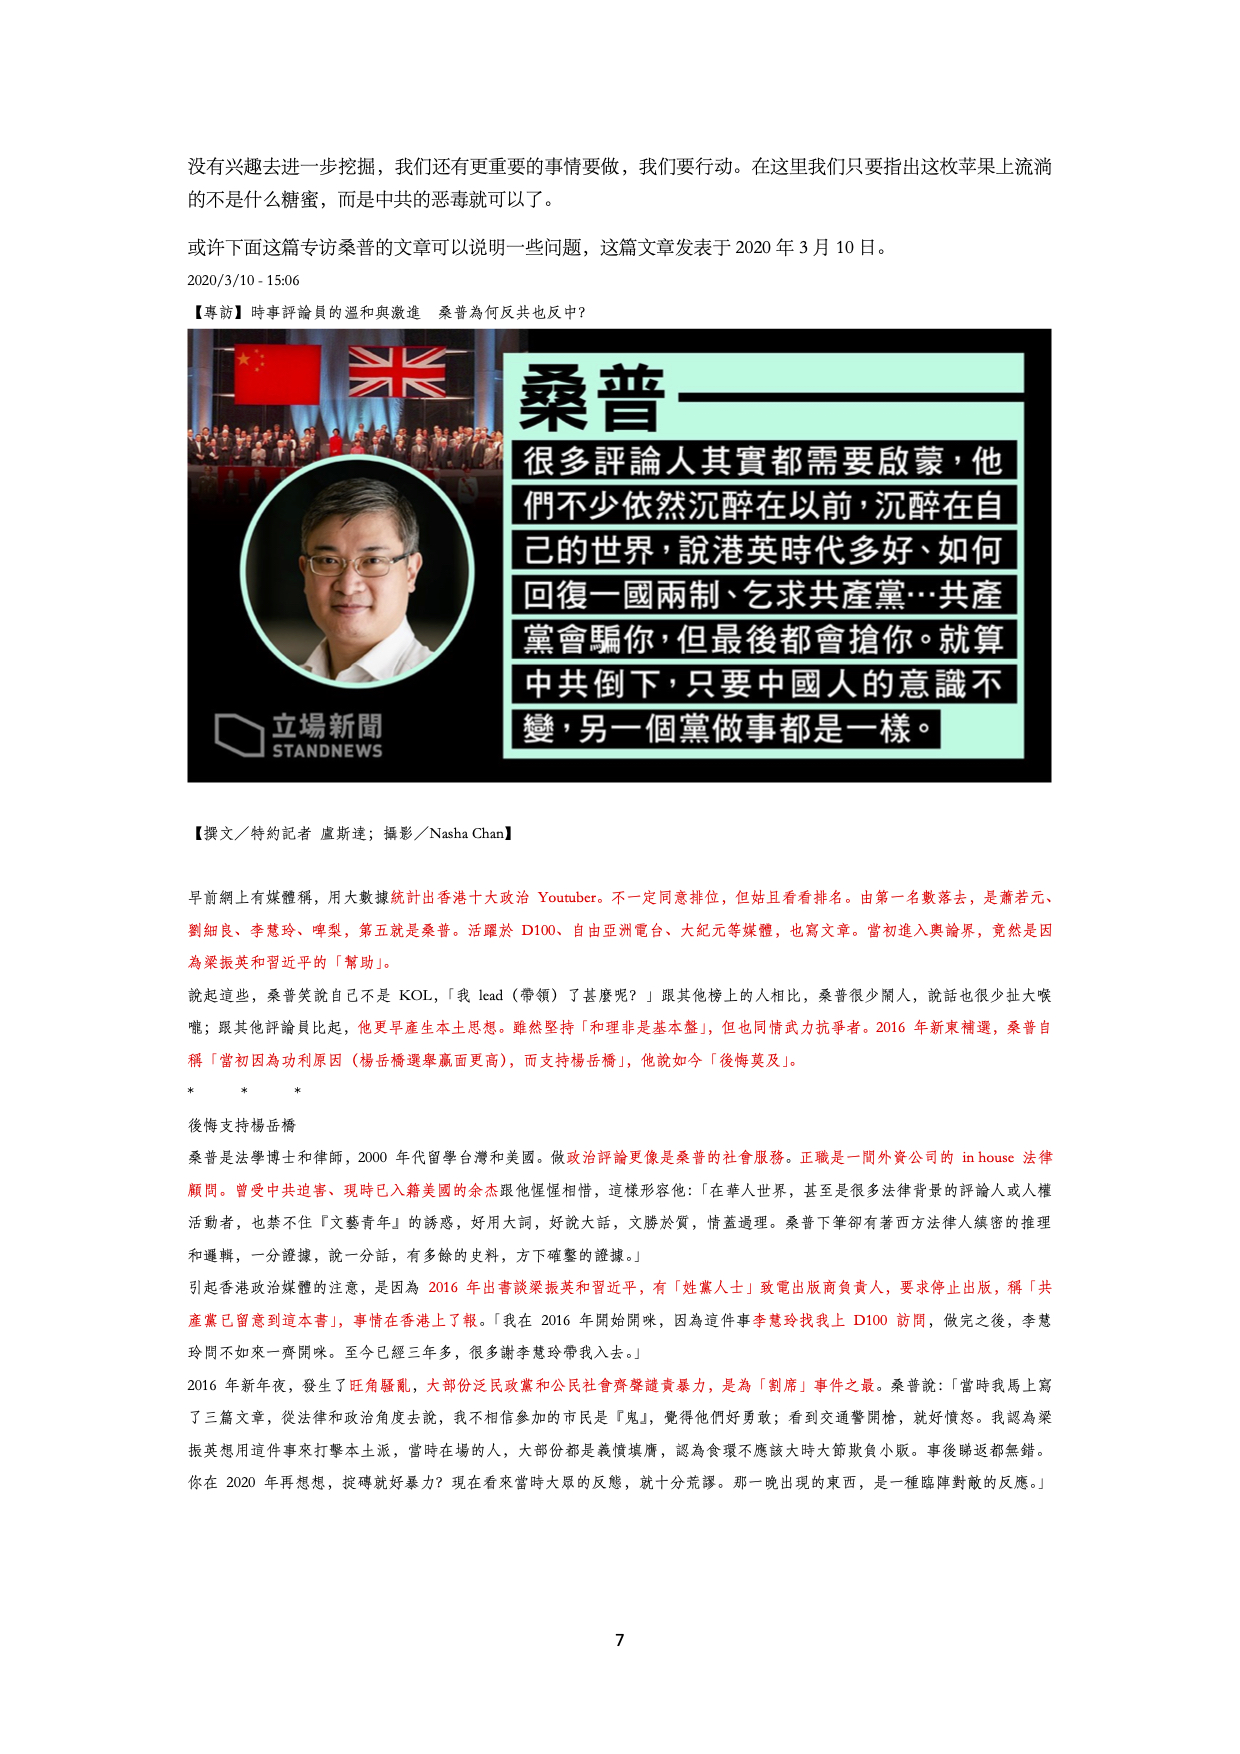 没有兴趣去进一步挖掘，我们还有更重要的事情要做，我们要行动。在这里我们只要指出这枚苹果上流淌
的不是什么糖蜜，而是中共的恶毒就可以了。
或许下面这篇专访桑普的文章可以说明一些问题，这篇文章发表于 2020 年 3 月 10 日。
2020/3/10 - 15:06
【專訪】時事評論員的溫和與激進　桑普為何反共也反中？
桑普
很多評論人其實都需要啟蒙，他
們不少依然沉醉在以前，沉醉在自
己的世界，說港英時代多好、如何
回復一國兩制、乞求共產黨…共產
黨會騙你，但最後都會搶你。就算
中共倒下，只要中國人的意識不
變，另一個黨做事都是一樣。
立場新聞
STANDNEWS
【撰文／特約記者 盧斯達；攝影／Nasha Chan】
早前網上有媒體稱，用大數據統計出香港十大政治 Youtuber。不一定同意排位，但姑且看看排名。由第一名數落去，是蕭若元、
劉細良、李慧玲、啤梨，第五就是桑普。活躍於 D100、自由亞洲電台、大紀元等媒體，也寫文章。當初進入輿論界，竟然是因
為梁振英和習近平的「幫助」。
說起這些，桑普笑說自己不是 KOL，「我 lead（帶領）了甚麼呢？」跟其他榜上的人相比，桑普很少鬧人，說話也很少扯大喉
嚨；跟其他評論員比起，他更早產生本土思想。雖然堅持「和理非是基本盤」，但也同情武力抗爭者。2016 年新東補選，桑普自
稱「當初因為功利原因（楊岳橋選舉贏面更高），而支持楊岳橋」，他說如今「後悔莫及」。
* * *
後悔支持楊岳橋
桑普是法學博士和律師，2000 年代留學台灣和美國。做政治評論更像是桑普的社會服務。正職是一間外資公司的 in house 法律
顧問。曾受中共迫害、現時已入籍美國的余杰跟他惺惺相惜，這樣形容他：「在華人世界，甚至是很多法律背景的評論人或人權
活動者，也禁不住『文藝青年』的誘惑，好用大詞，好說大話，文勝於質，情蓋過理。桑普下筆卻有著西方法律人縝密的推理
和邏輯，一分證據，說一分話，有多餘的史料，方下確鑿的證據。」
引起香港政治媒體的注意，是因為 2016 年出書談梁振英和習近平，有「姓黨人士」致電出版商負責人，要求停止出版，稱「共
產黨已留意到這本書」，事情在香港上了報。「我在 2016 年開始開咪，因為這件事李慧玲找我上 D100 訪問，做完之後，李慧
玲問不如來一齊開咪。至今已經三年多，很多謝李慧玲帶我入去。」
2016 年新年夜，發生了旺角騷亂，大部份泛民政黨和公民社會齊聲譴責暴力，是為「割席」事件之最。桑普說：「當時我馬上寫
了三篇文章，從法律和政治角度去說，我不相信參加的市民是『鬼』，覺得他們好勇敢；看到交通警開槍，就好憤怒。我認為梁
振英想用這件事來打擊本土派，當時在場的人，大部份都是義憤填膺，認為食環不應該大時大節欺負小販。事後睇返都無錯。
你在 2020 年再想想，掟磚就好暴力？現在看來當時大眾的反應，就十分荒謬。那一晚出現的東西，是一種臨陣對敵的反應。」
7